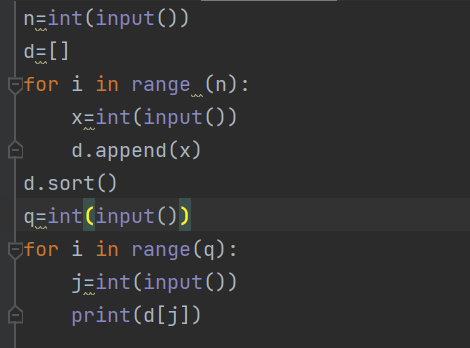 n=int(input())
d=[]
for i in range (n):
    x=int(input())
    d.append(x)
d.sort()
q=int(input())
for i in range(q):
    j=int(input())
    print(d[j])